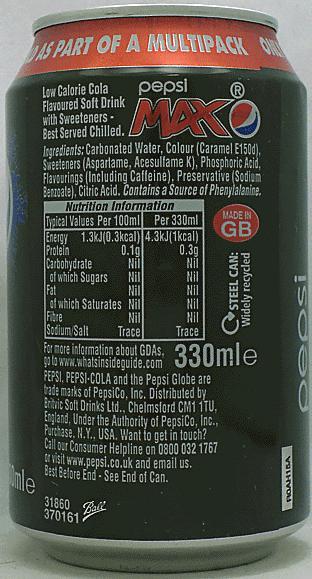 D AS PART OF A MULTIPACK ON
Low Calorie Cola
Flavoured Soft Drink
with Sweeteners -
Best Served Chilled.
pepsi
MAX ®
Ingredients: Carbonated Water, Colour (Caramel E150d),
Sweeteners (Aspartame, Acesulfame K), Phosphoric Acid,
Flavourings (Including Caffeine), Preservative (Sodium
Benzoate), Citric Acid. Contains a Source of Phenylalanine.
Nutrition Information
Typical Values Per 100ml Per 330ml
Energy 1.3kJ(0.3kcal) 4.3kJ(1kcal)
Protein 0.1g 0.3g
Carbohydrate Nil Nil
of which Sugars Nil Nil
Fat Nil Nil
of which Saturates Nil Nil
Fibre Nil Nil
Sodium/Salt Trace Trace
MADE IN
GB
STEEL CAN:
Widely recycled
For more information about GDAs,
go to www.whatsinsideguide.com
330ml e
PEPSI, PEPSI-COLA and the Pepsi Globe are
trade marks of PepsiCo, Inc. Distributed by
Britvic Soft Drinks Ltd., Chelmsford CM1 1TU,
England, Under the Authority of PepsiCo, Inc.,
Purchase, N.Y., USA. Want to get in touch?
Call our Consumer Helpline on 0800 032 1767
or visit www.pepsi.co.uk and email us.
Best Before End - See End of Can.
31860
370161
Ball
0ml e
pepsi